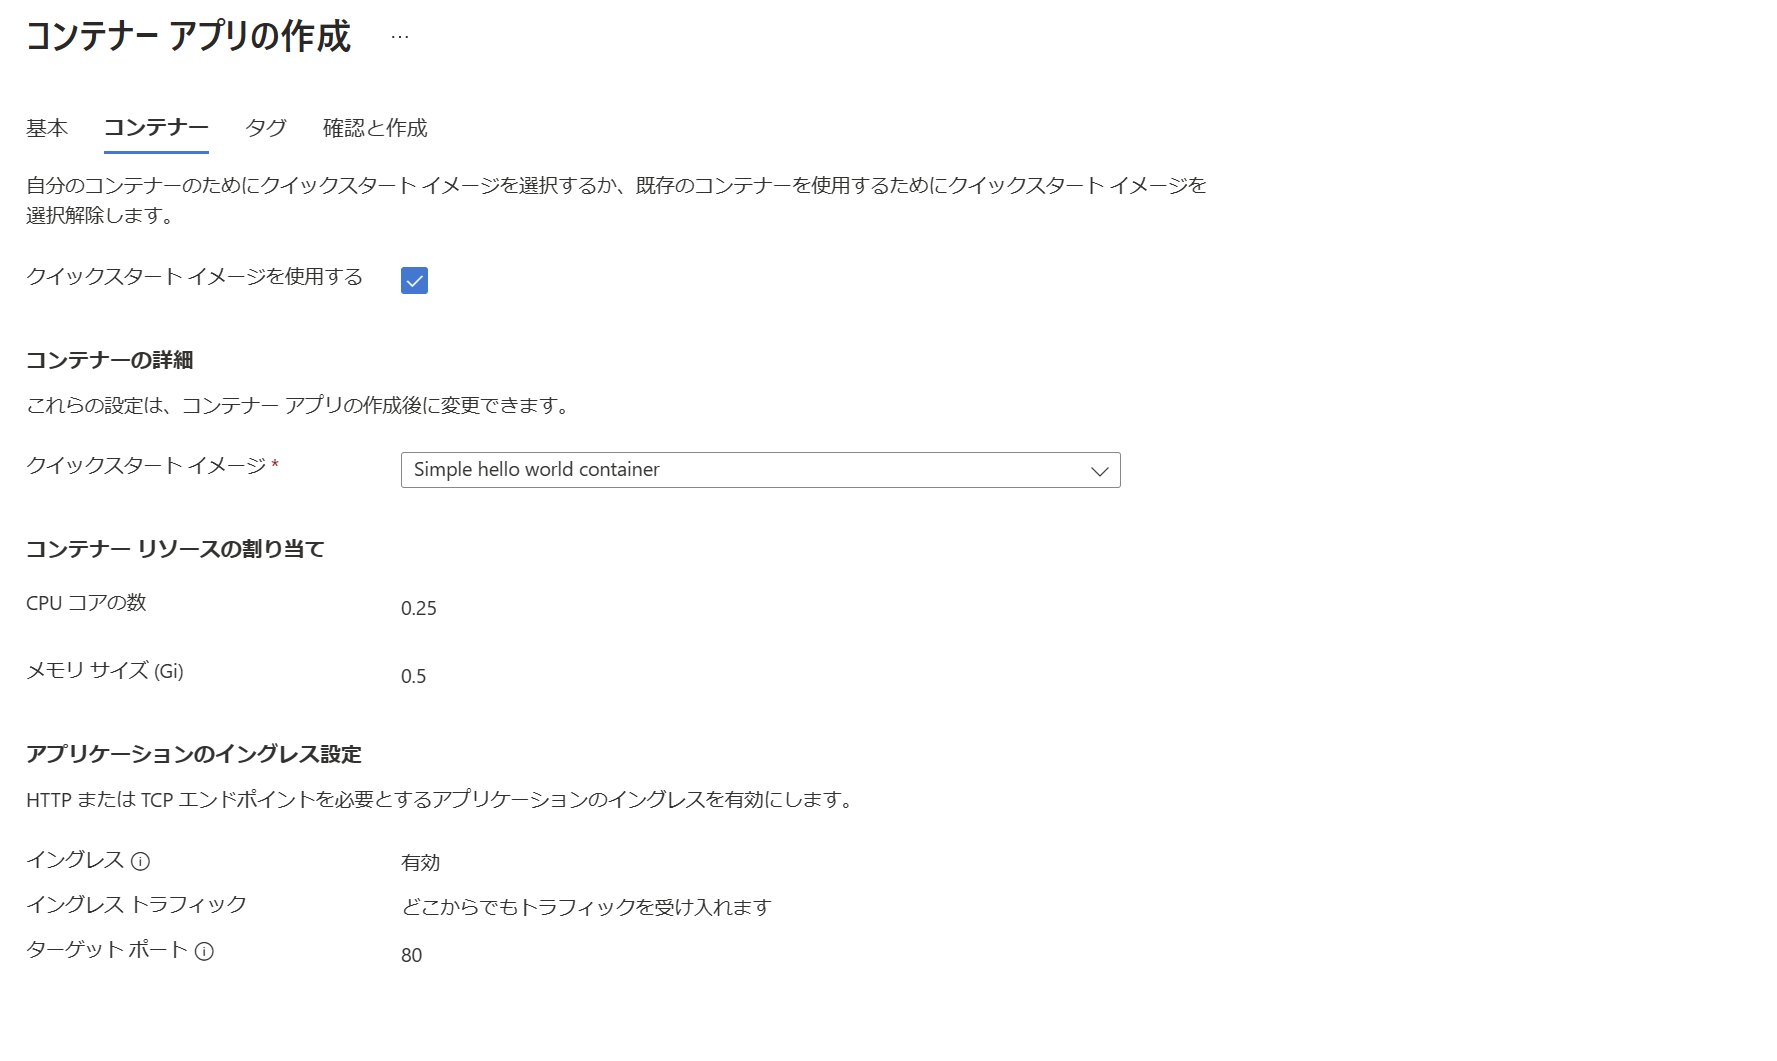 コンテナー アプリの作成 …
基本 コンテナー タグ 確認と作成
自分のコンテナーのためにクイックスタート イメージを選択するか、既存のコンテナーを使用するためにクイックスタート イメージを
選択解除します。
クイックスタート イメージを使用する
コンテナーの詳細
これらの設定は、コンテナー アプリの作成後に変更できます。
クイックスタート イメージ * Simple hello world container
コンテナー リソースの割り当て
CPU コアの数 0.25
メモリ サイズ (Gi) 0.5
アプリケーションのイングレス設定
HTTP または TCP エンドポイントを必要とするアプリケーションのイングレスを有効にします。
イングレス 有効
イングレス トラフィック どこからでもトラフィックを受け入れます
ターゲット ポート 80